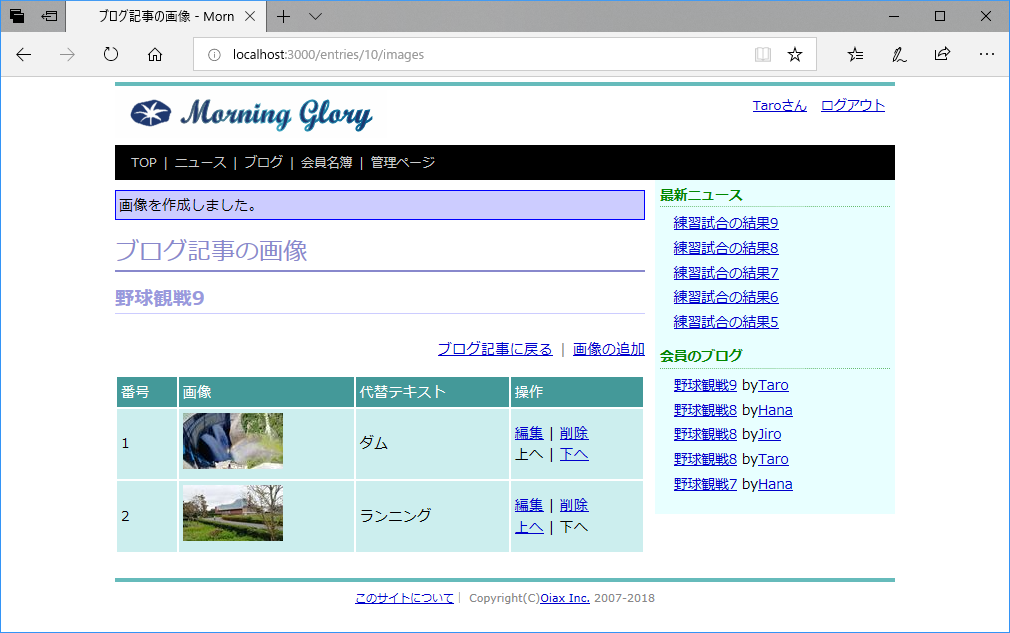 ブログ記事の画像 - Morn
localhost:3000/entries/10/images
Morning Glory
Taroさん ログアウト
TOP | ニュース | ブログ | 会員名簿 | 管理ページ
画像を作成しました。
ブログ記事の画像
野球観戦9
ブログ記事に戻る | 画像の追加
番号 画像 代替テキスト 操作
1 ダム 編集 | 削除
上へ | 下へ
2 ランニング 編集 | 削除
上へ | 下へ
最新ニュース
練習試合の結果9
練習試合の結果8
練習試合の結果7
練習試合の結果6
練習試合の結果5
会員のブログ
野球観戦9 byTaro
野球観戦8 byHana
野球観戦8 byJiro
野球観戦8 byTaro
野球観戦7 byHana
このサイトについて | Copyright(C)Oiax Inc. 2007-2018